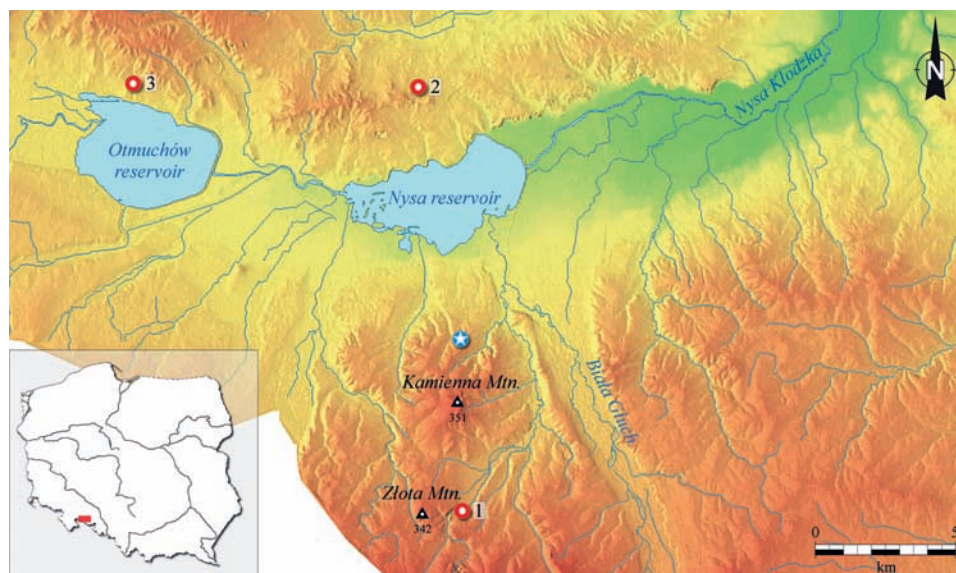 3
2
N
Nysa Kłodzka
Otmuchów
reservoir
Nysa reservoir
Kamienna Mtn.
351
Biała Głuch
Złota Mtn.
342
1
0
5
km